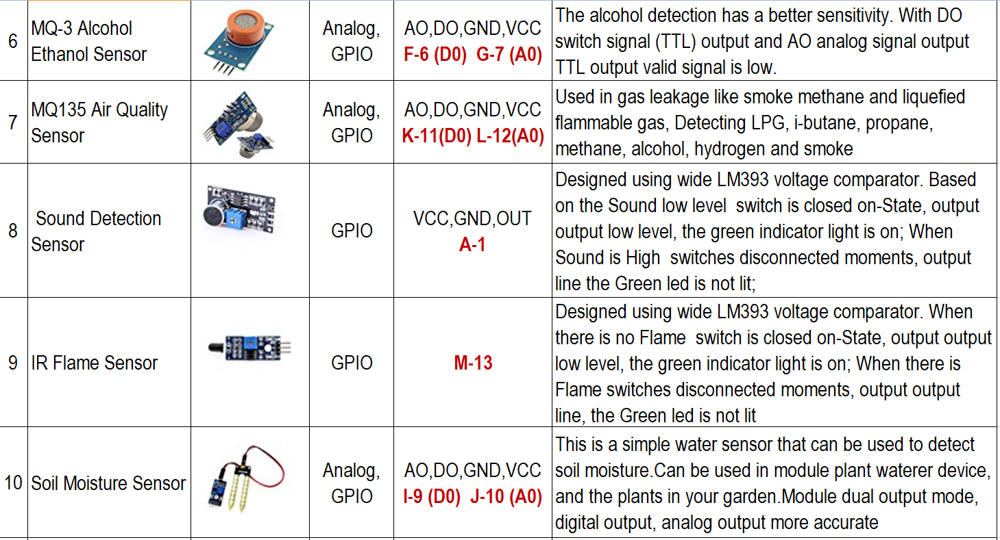 6
MQ-3 Alcohol
Ethanol Sensor
Analog,
GPIO
AO,DO,GND,VCC
F-6 (D0)  G-7 (A0)
The alcohol detection has a better sensitivity. With DO
switch signal (TTL) output and AO analog signal output
TTL output valid signal is low.
7
MQ135 Air Quality
Sensor
Analog,
GPIO
AO,DO,GND,VCC
K-11(D0) L-12(A0)
Used in gas leakage like smoke methane and liquefied
flammable gas, Detecting LPG, i-butane, propane,
methane, alcohol, hydrogen and smoke
8
Sound Detection
Sensor
GPIO
VCC,GND,OUT
A-1
Designed using wide LM393 voltage comparator. Based
on the Sound low level  switch is closed on-State, output
output low level, the green indicator light is on; When
Sound is High  switches disconnected moments, output
line the Green led is not lit;
9
IR Flame Sensor
GPIO
M-13
Designed using wide LM393 voltage comparator. When
there is no Flame  switch is closed on-State, output output
low level, the green indicator light is on; When there is
Flame switches disconnected moments, output output
line, the Green led is not lit
10
Soil Moisture Sensor
Analog,
GPIO
AO,DO,GND,VCC
I-9 (D0)  J-10 (A0)
This is a simple water sensor that can be used to detect
soil moisture.Can be used in module plant waterer device,
and the plants in your garden.Module dual output mode,
digital output, analog output more accurate